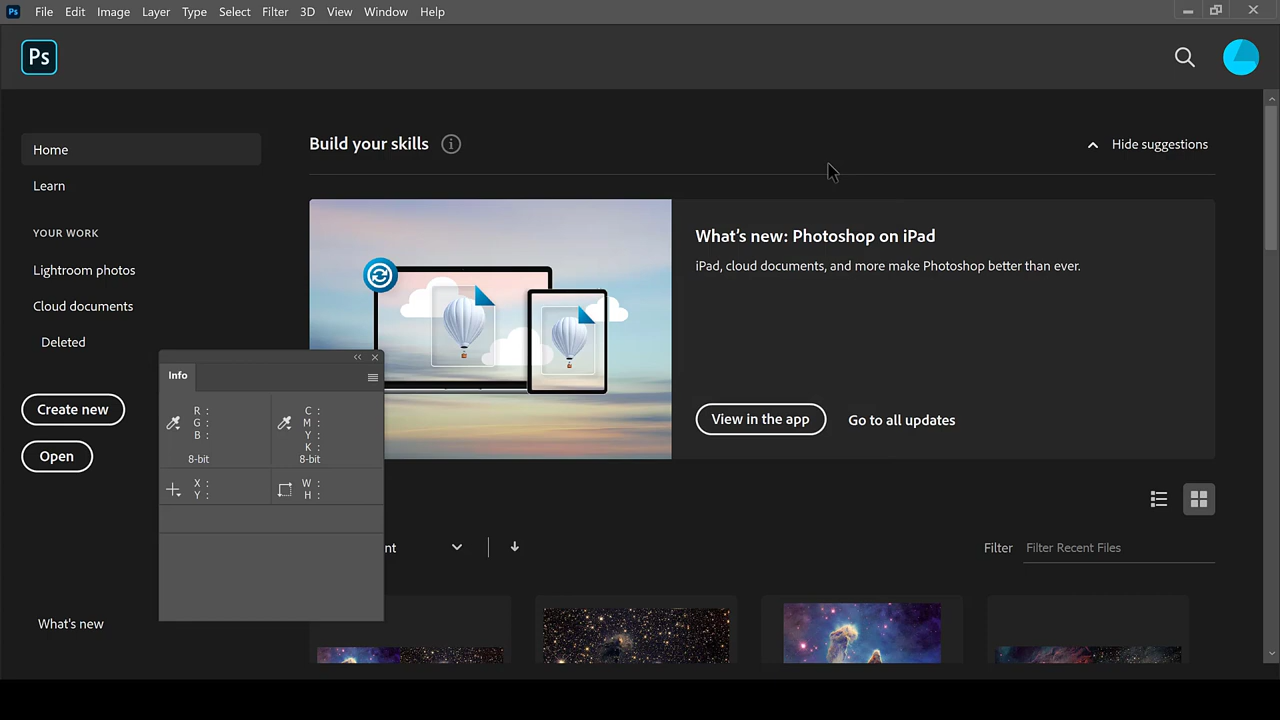 Ps File Edit Image Layer Type Select Filter 3D View Window Help
Ps
Home
Learn
YOUR WORK
Lightroom photos
Cloud documents
Deleted
Create new
Open
What's new
Build your skills
Hide suggestions
What's new: Photoshop on iPad
iPad, cloud documents, and more make Photoshop better than ever.
View in the app Go to all updates
Info
R :
G :
B :
8-bit
C :
M :
Y :
K :
8-bit
X :
Y :
W :
H :
nt
Filter Filter Recent Files